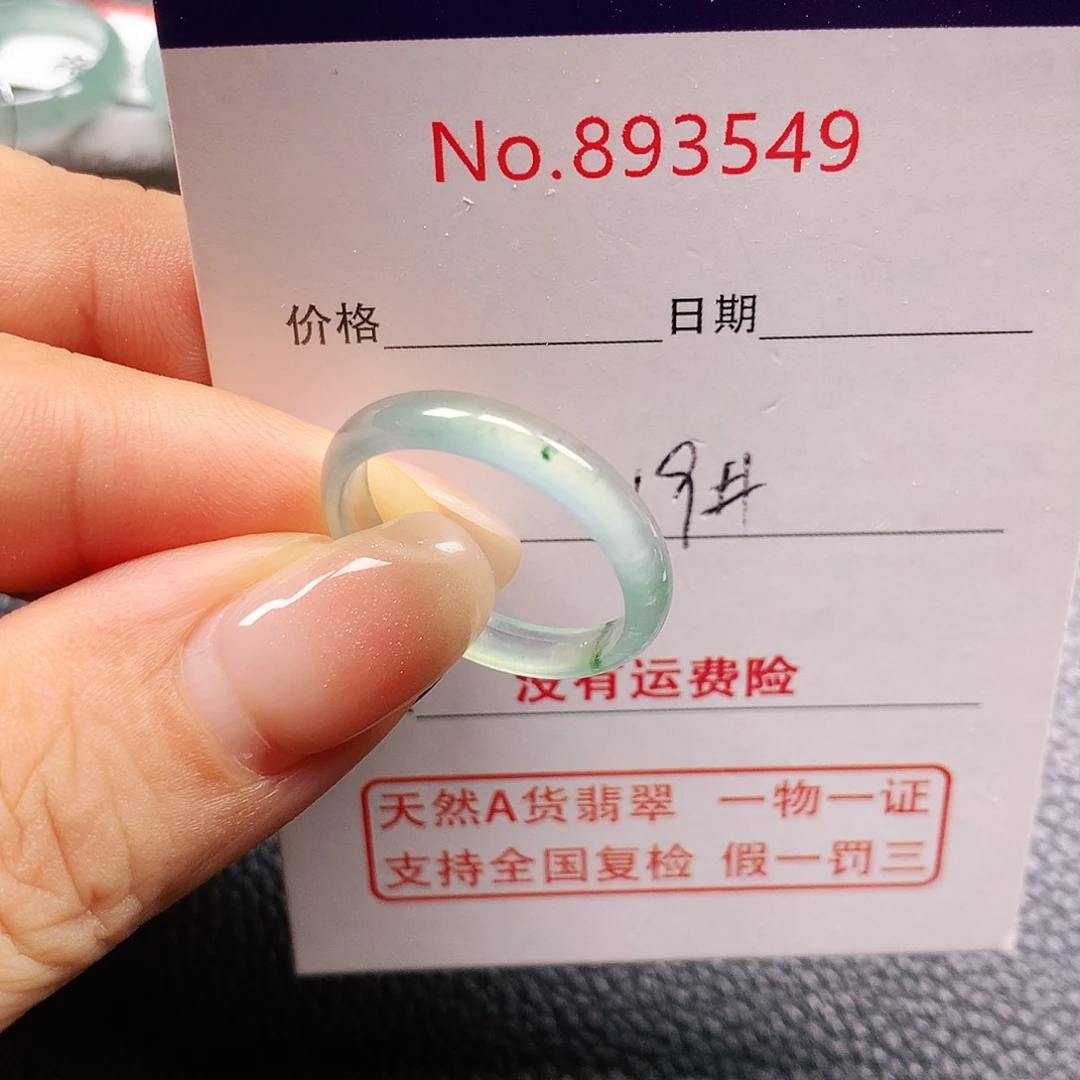 No.893549
价格 日期
没有运费险
天然A货翡翠 一物一证
支持全国复检 假一罚三